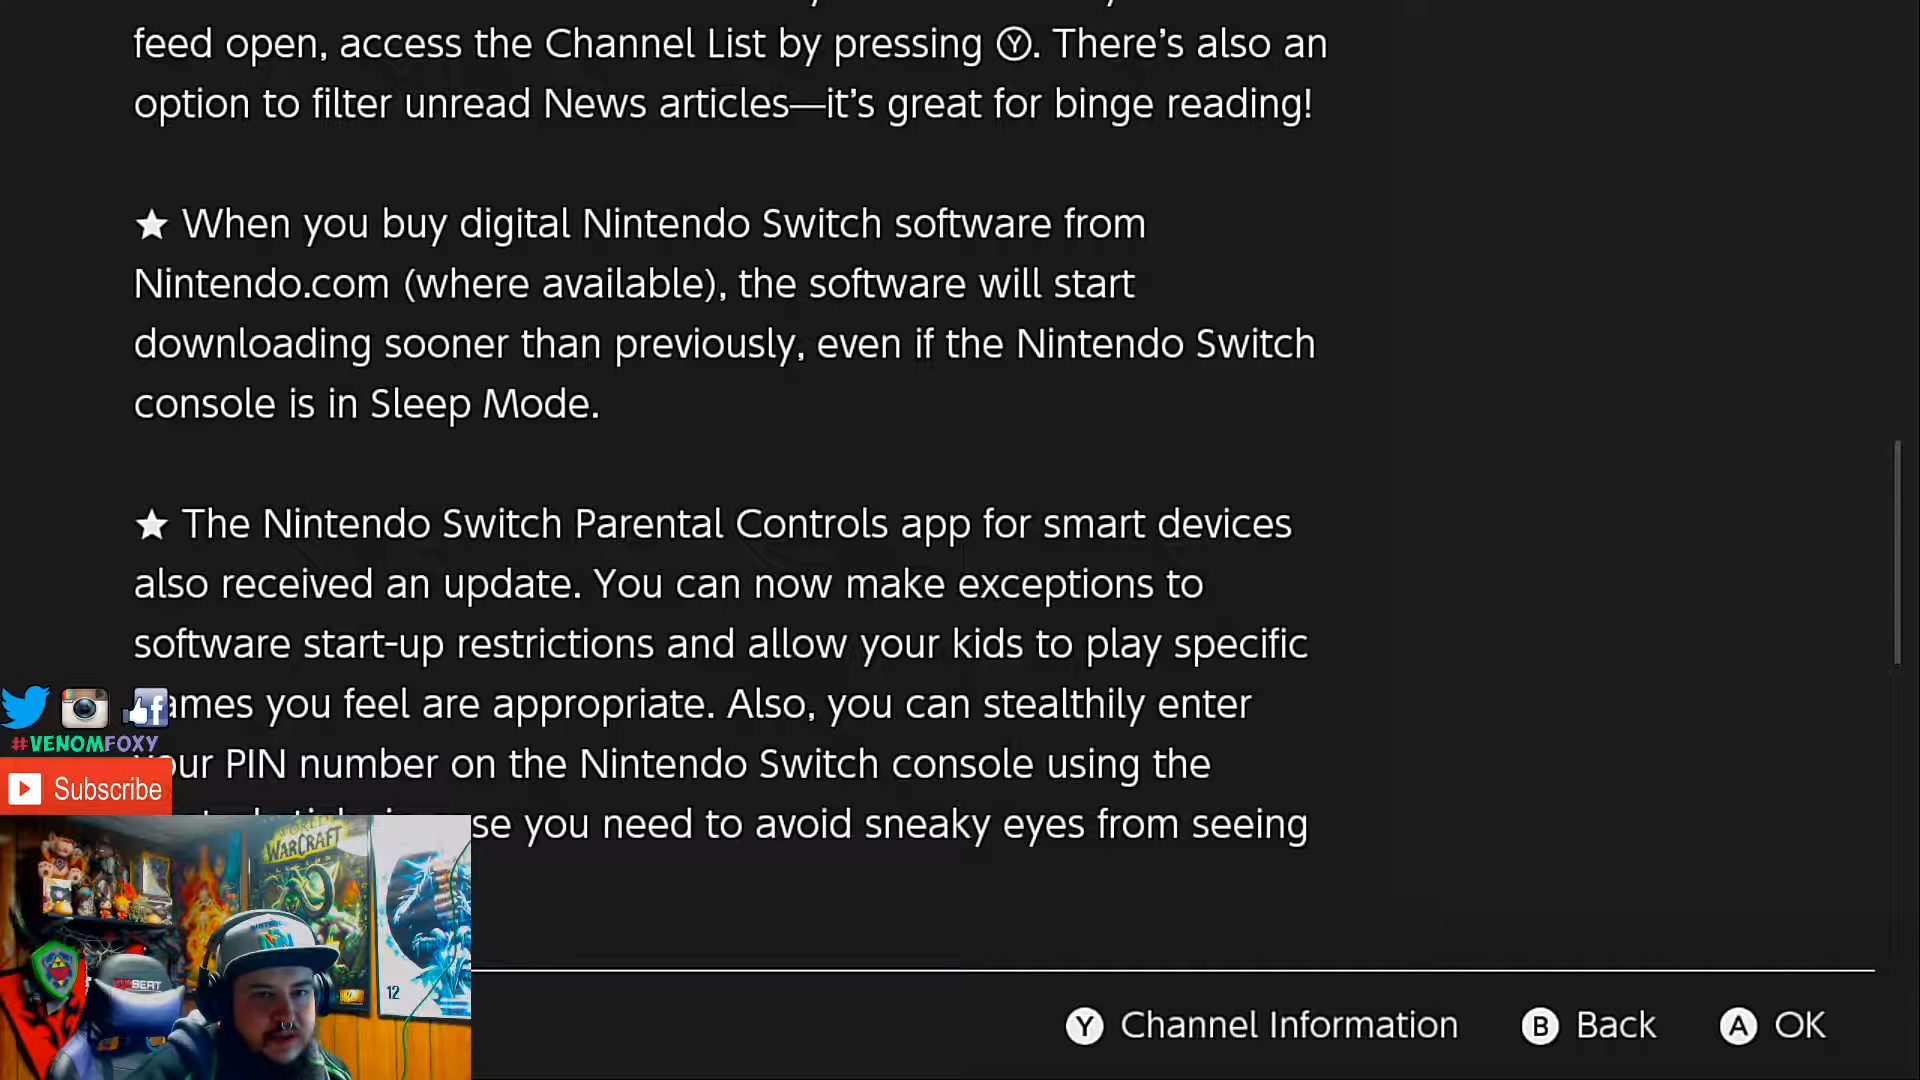 feed open, access the Channel List by pressing Ⓨ. There's also an
option to filter unread News articles—it's great for binge reading!
★ When you buy digital Nintendo Switch software from
Nintendo.com (where available), the software will start
downloading sooner than previously, even if the Nintendo Switch
console is in Sleep Mode.
★ The Nintendo Switch Parental Controls app for smart devices
also received an update. You can now make exceptions to
software start-up restrictions and allow your kids to play specific
ames you feel are appropriate. Also, you can stealthily enter
#VENOMFOXY
your PIN number on the Nintendo Switch console using the
Subscribe
se you need to avoid sneaky eyes from seeing
WORLD
WARCRAFT
12
Y Channel Information B Back A OK